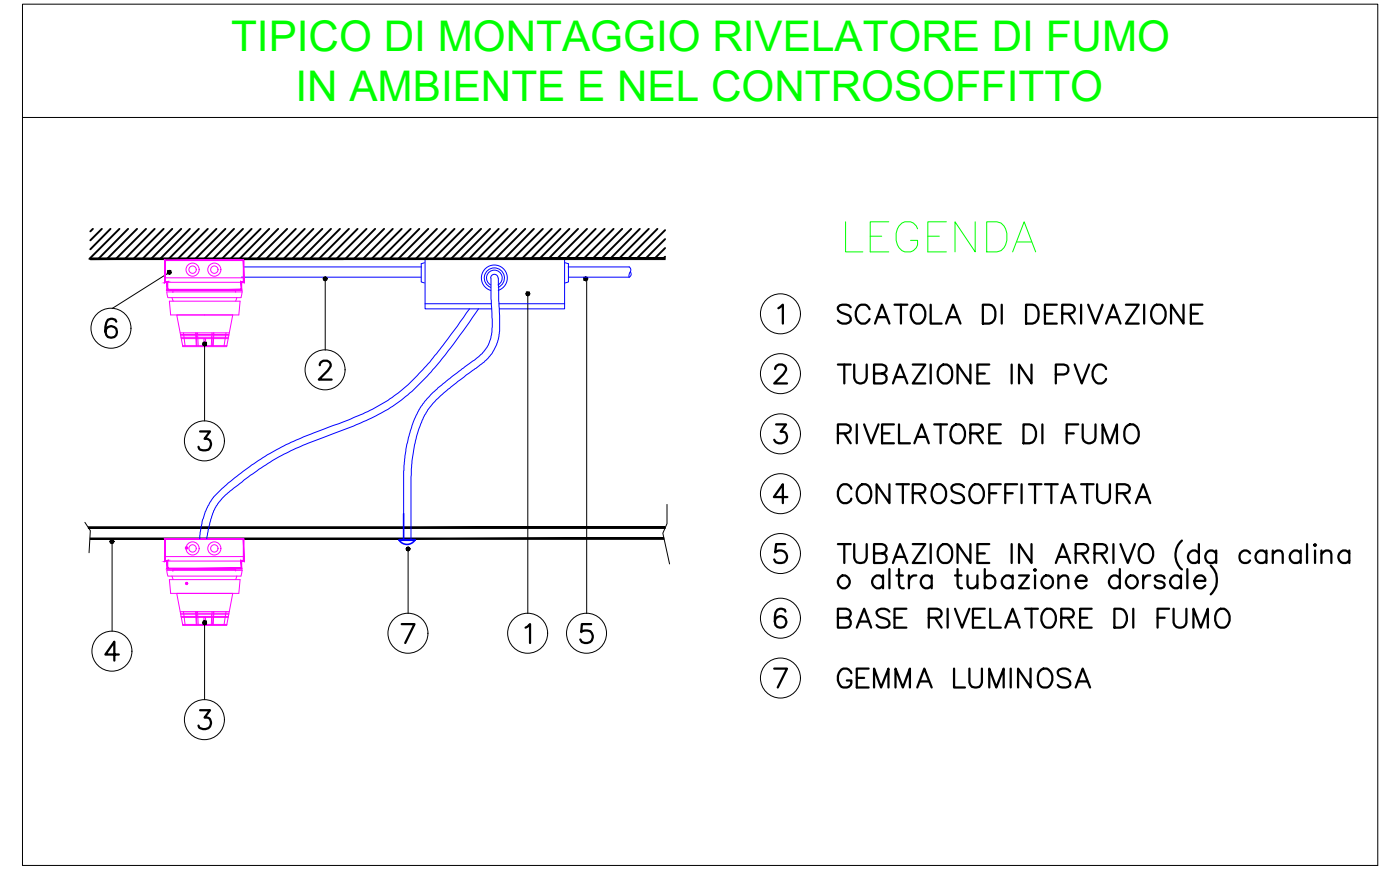 TIPICO DI MONTAGGIO RIVELATORE DI FUMO
IN AMBIENTE E NEL CONTROSOFFITTO
LEGENDA
1 SCATOLA DI DERIVAZIONE
2 TUBAZIONE IN PVC
3 RIVELATORE DI FUMO
4 CONTROSOFFITTATURA
5 TUBAZIONE IN ARRIVO (da canalina
o altra tubazione dorsale)
6 BASE RIVELATORE DI FUMO
7 GEMMA LUMINOSA
6
2
3
4
7
1
5
3